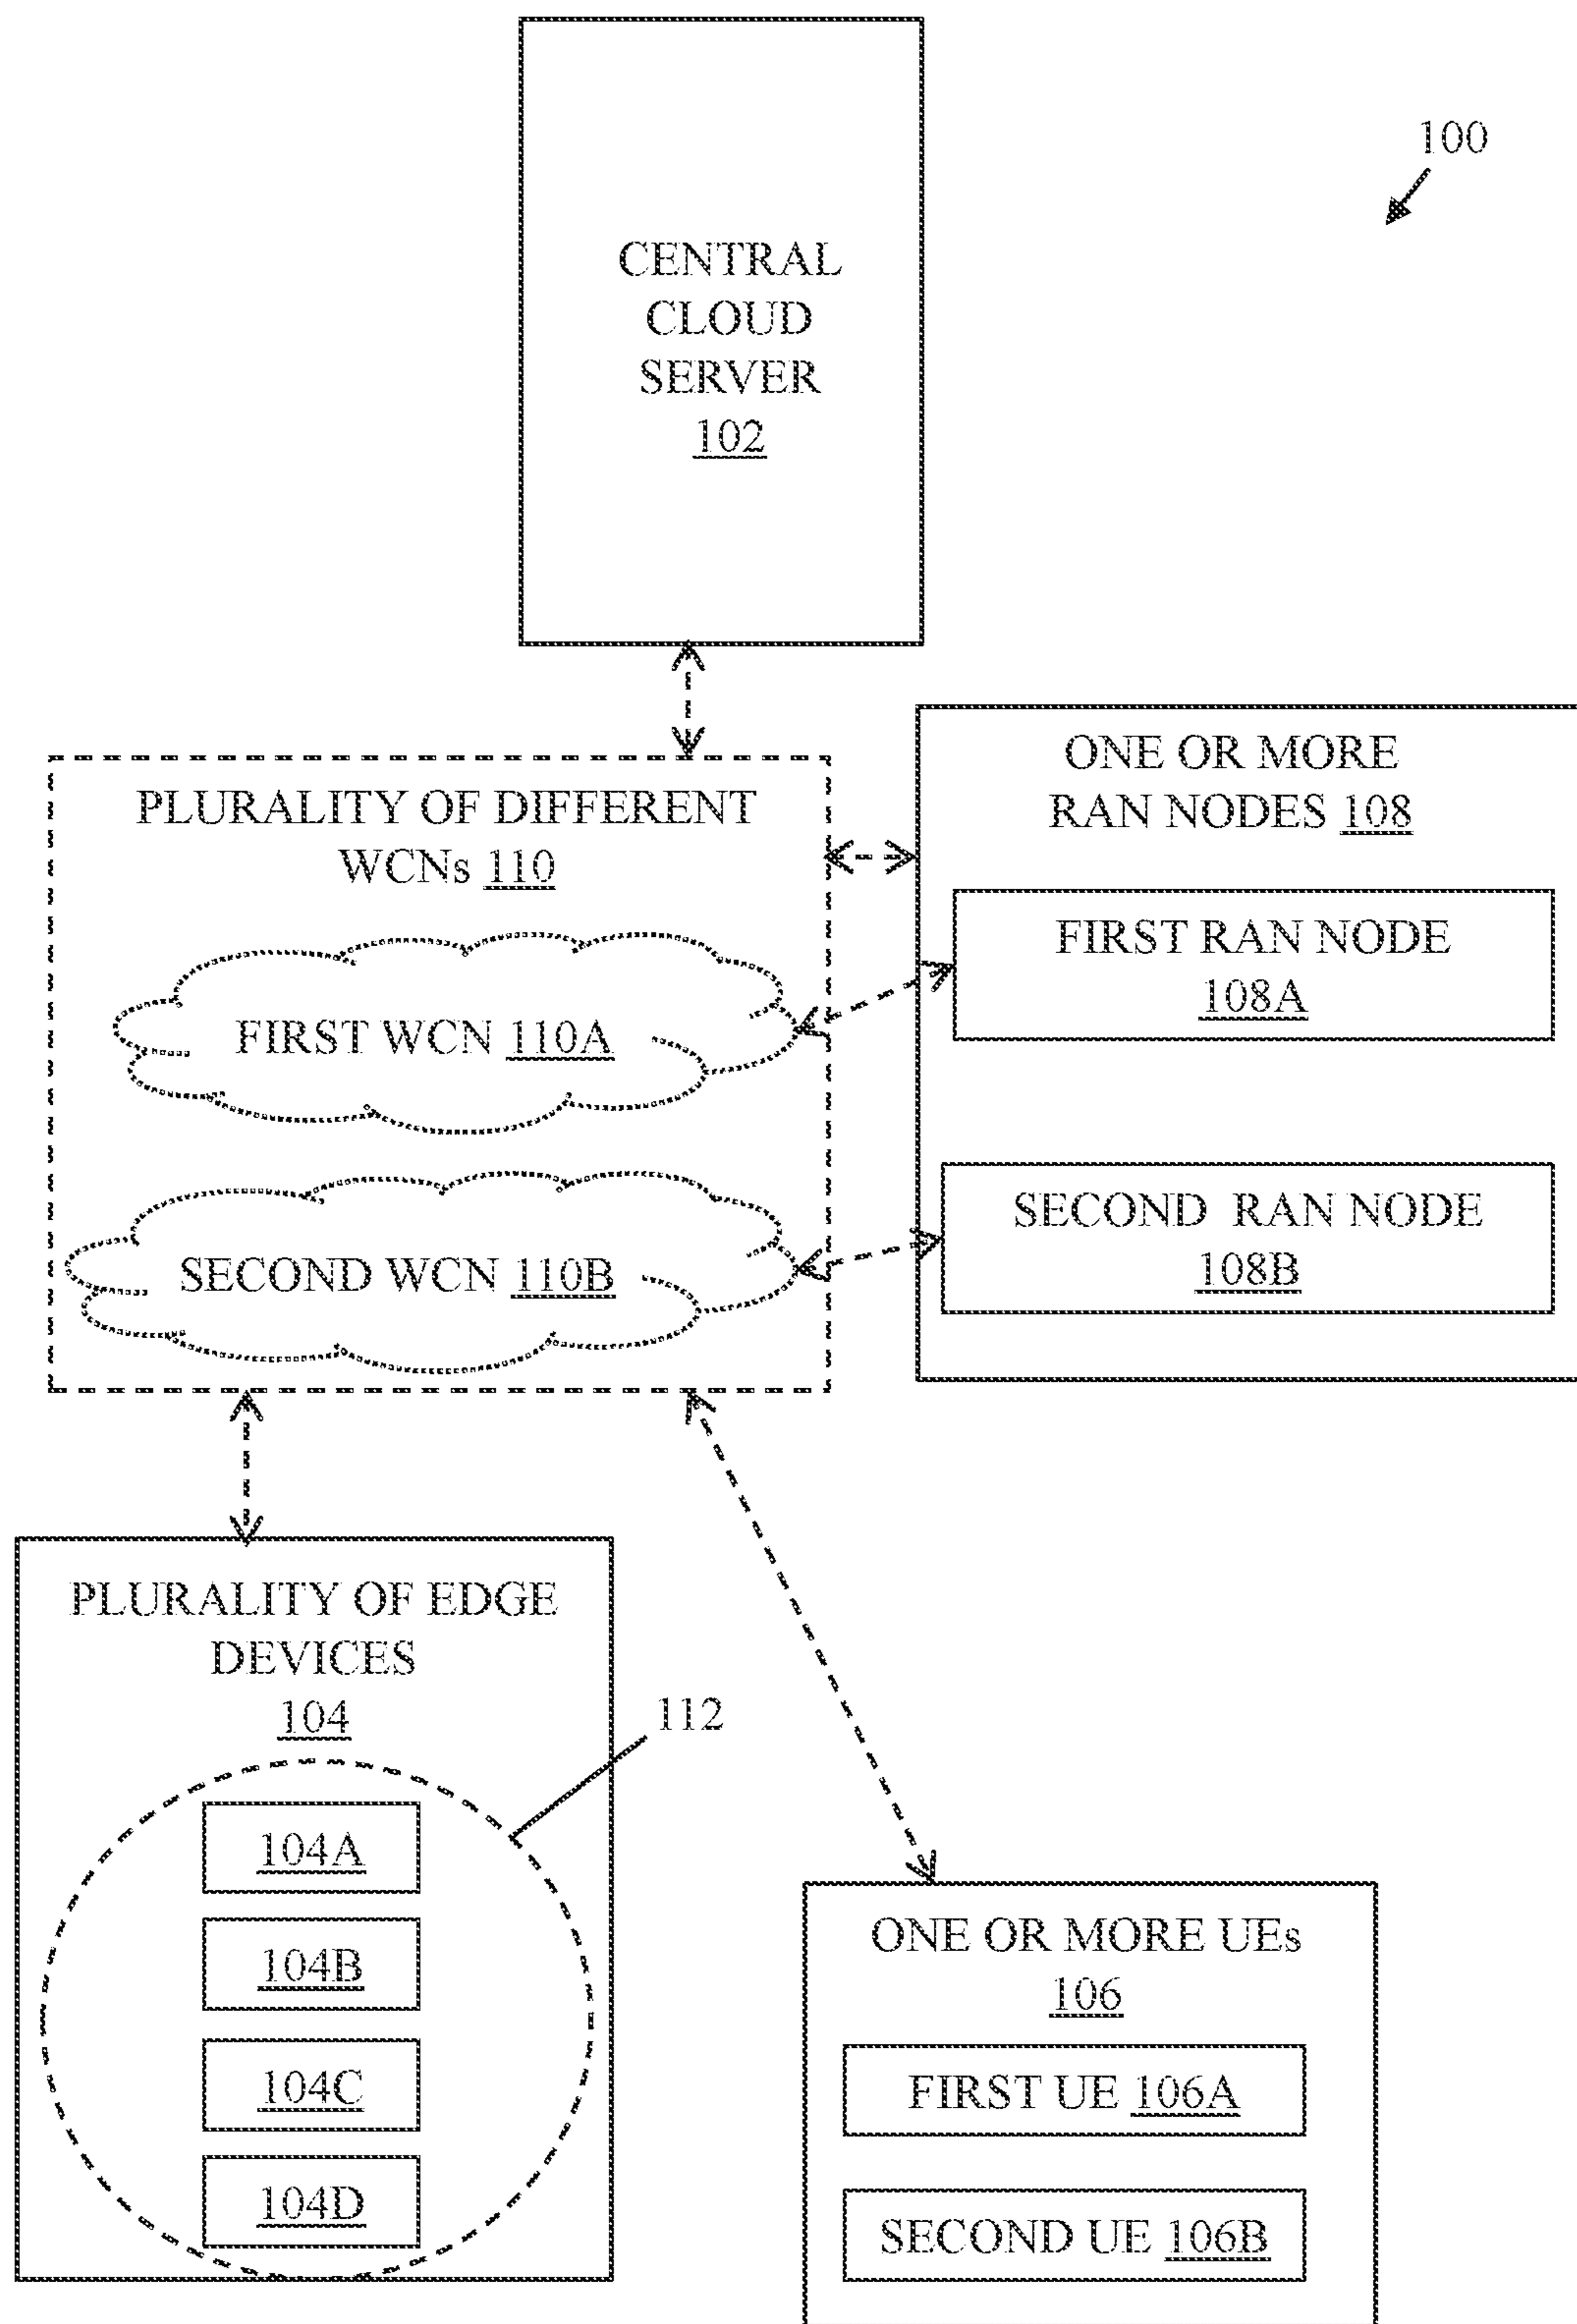 100
CENTRAL
CLOUD
SERVER
102
PLURALITY OF DIFFERENT
WCNs 110
FIRST WCN 110A
SECOND WCN 110B
ONE OR MORE
RAN NODES 108
FIRST RAN NODE
108A
SECOND RAN NODE
108B
PLURALITY OF EDGE
DEVICES
104
112
104A
104B
104C
104D
ONE OR MORE UEs
106
FIRST UE 106A
SECOND UE 106B